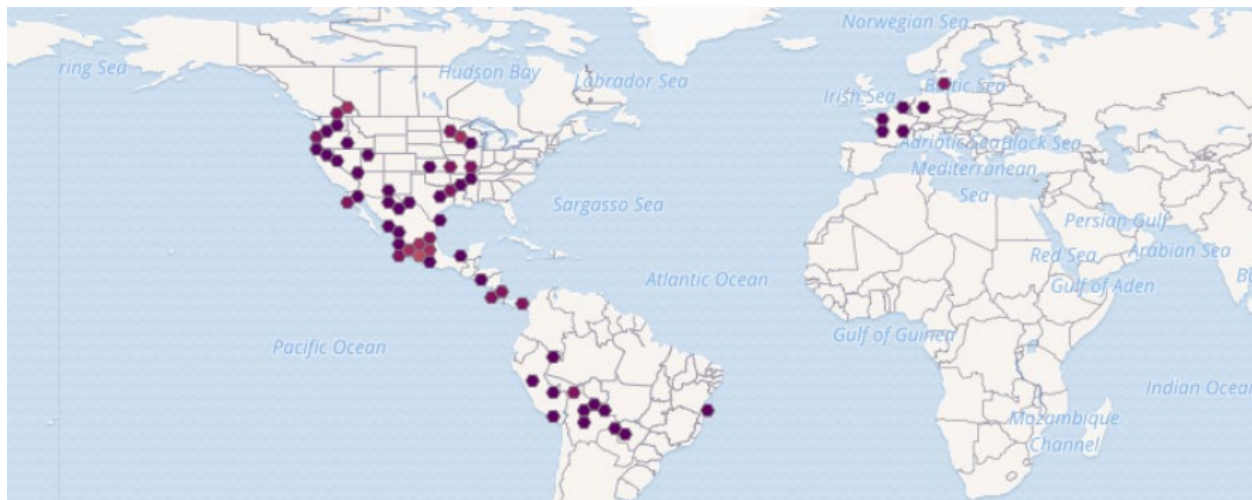 Norwegian Sea
ring Sea
Hudson Bay
Labrador Sea
Irish Sea
Baltic Sea
Adriatic Sea
Black Sea
Mediterranean
Sea
Sargasso Sea
Persian Gulf
Red Sea
Arabian Sea
Atlantic Ocean
Gulf of Aden
Gulf of Guinea
Pacific Ocean
Indian Ocean
Mozambique
Channel